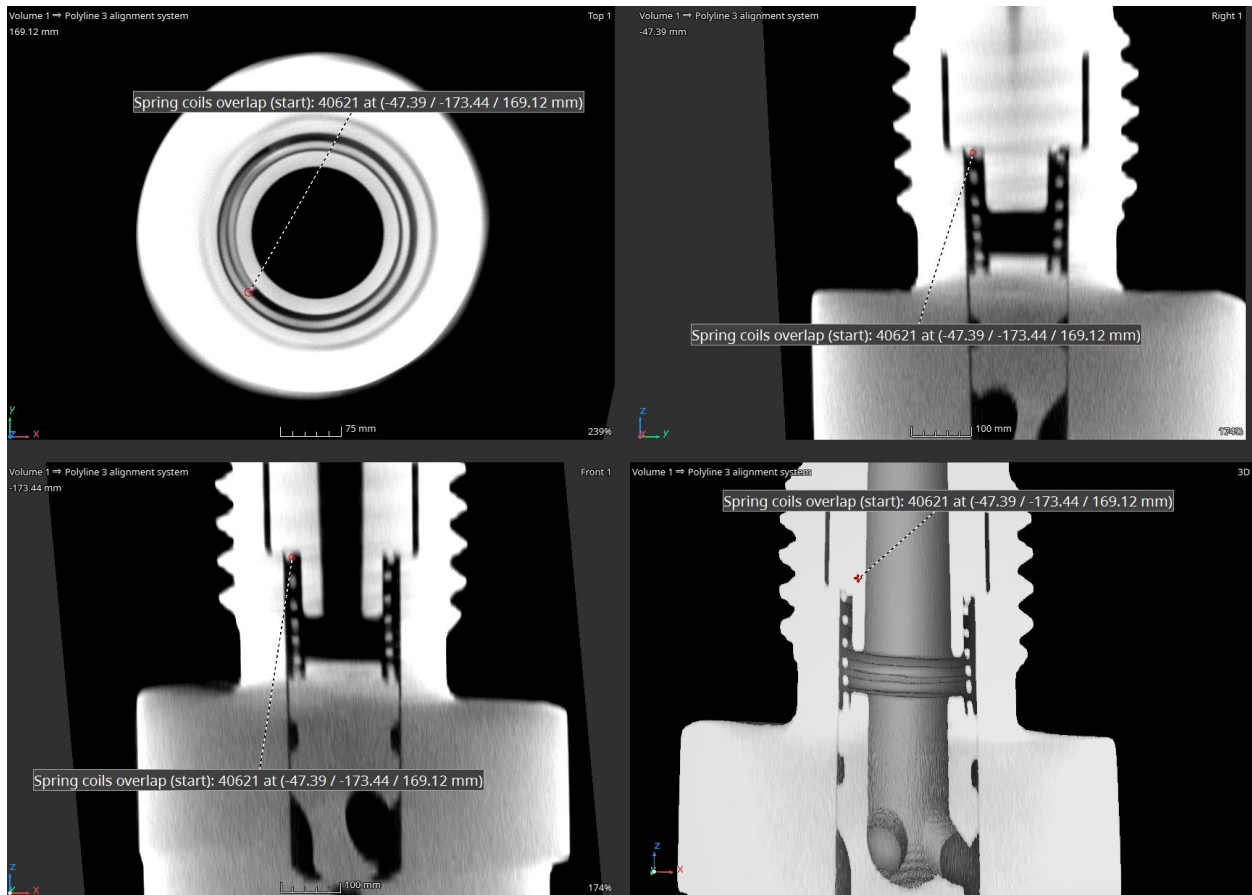 Volume 1 ⇒ Polyline 3 alignment system
Top 1
169.12 mm
Spring coils overlap (start): 40621 at (-47.39 / -173.44 / 169.12 mm)
y
z
x
75 mm
239%
Volume 1 ⇒ Polyline 3 alignment system
Right 1
-47.39 mm
Spring coils overlap (start): 40621 at (-47.39 / -173.44 / 169.12 mm)
z
x
y
100 mm
174%
Volume 1 ⇒ Polyline 3 alignment system
Front 1
-173.44 mm
Spring coils overlap (start): 40621 at (-47.39 / -173.44 / 169.12 mm)
z
x
100 mm
174%
Volume 1 ⇒ Polyline 3 alignment system
3D
Spring coils overlap (start): 40621 at (-47.39 / -173.44 / 169.12 mm)
z
x